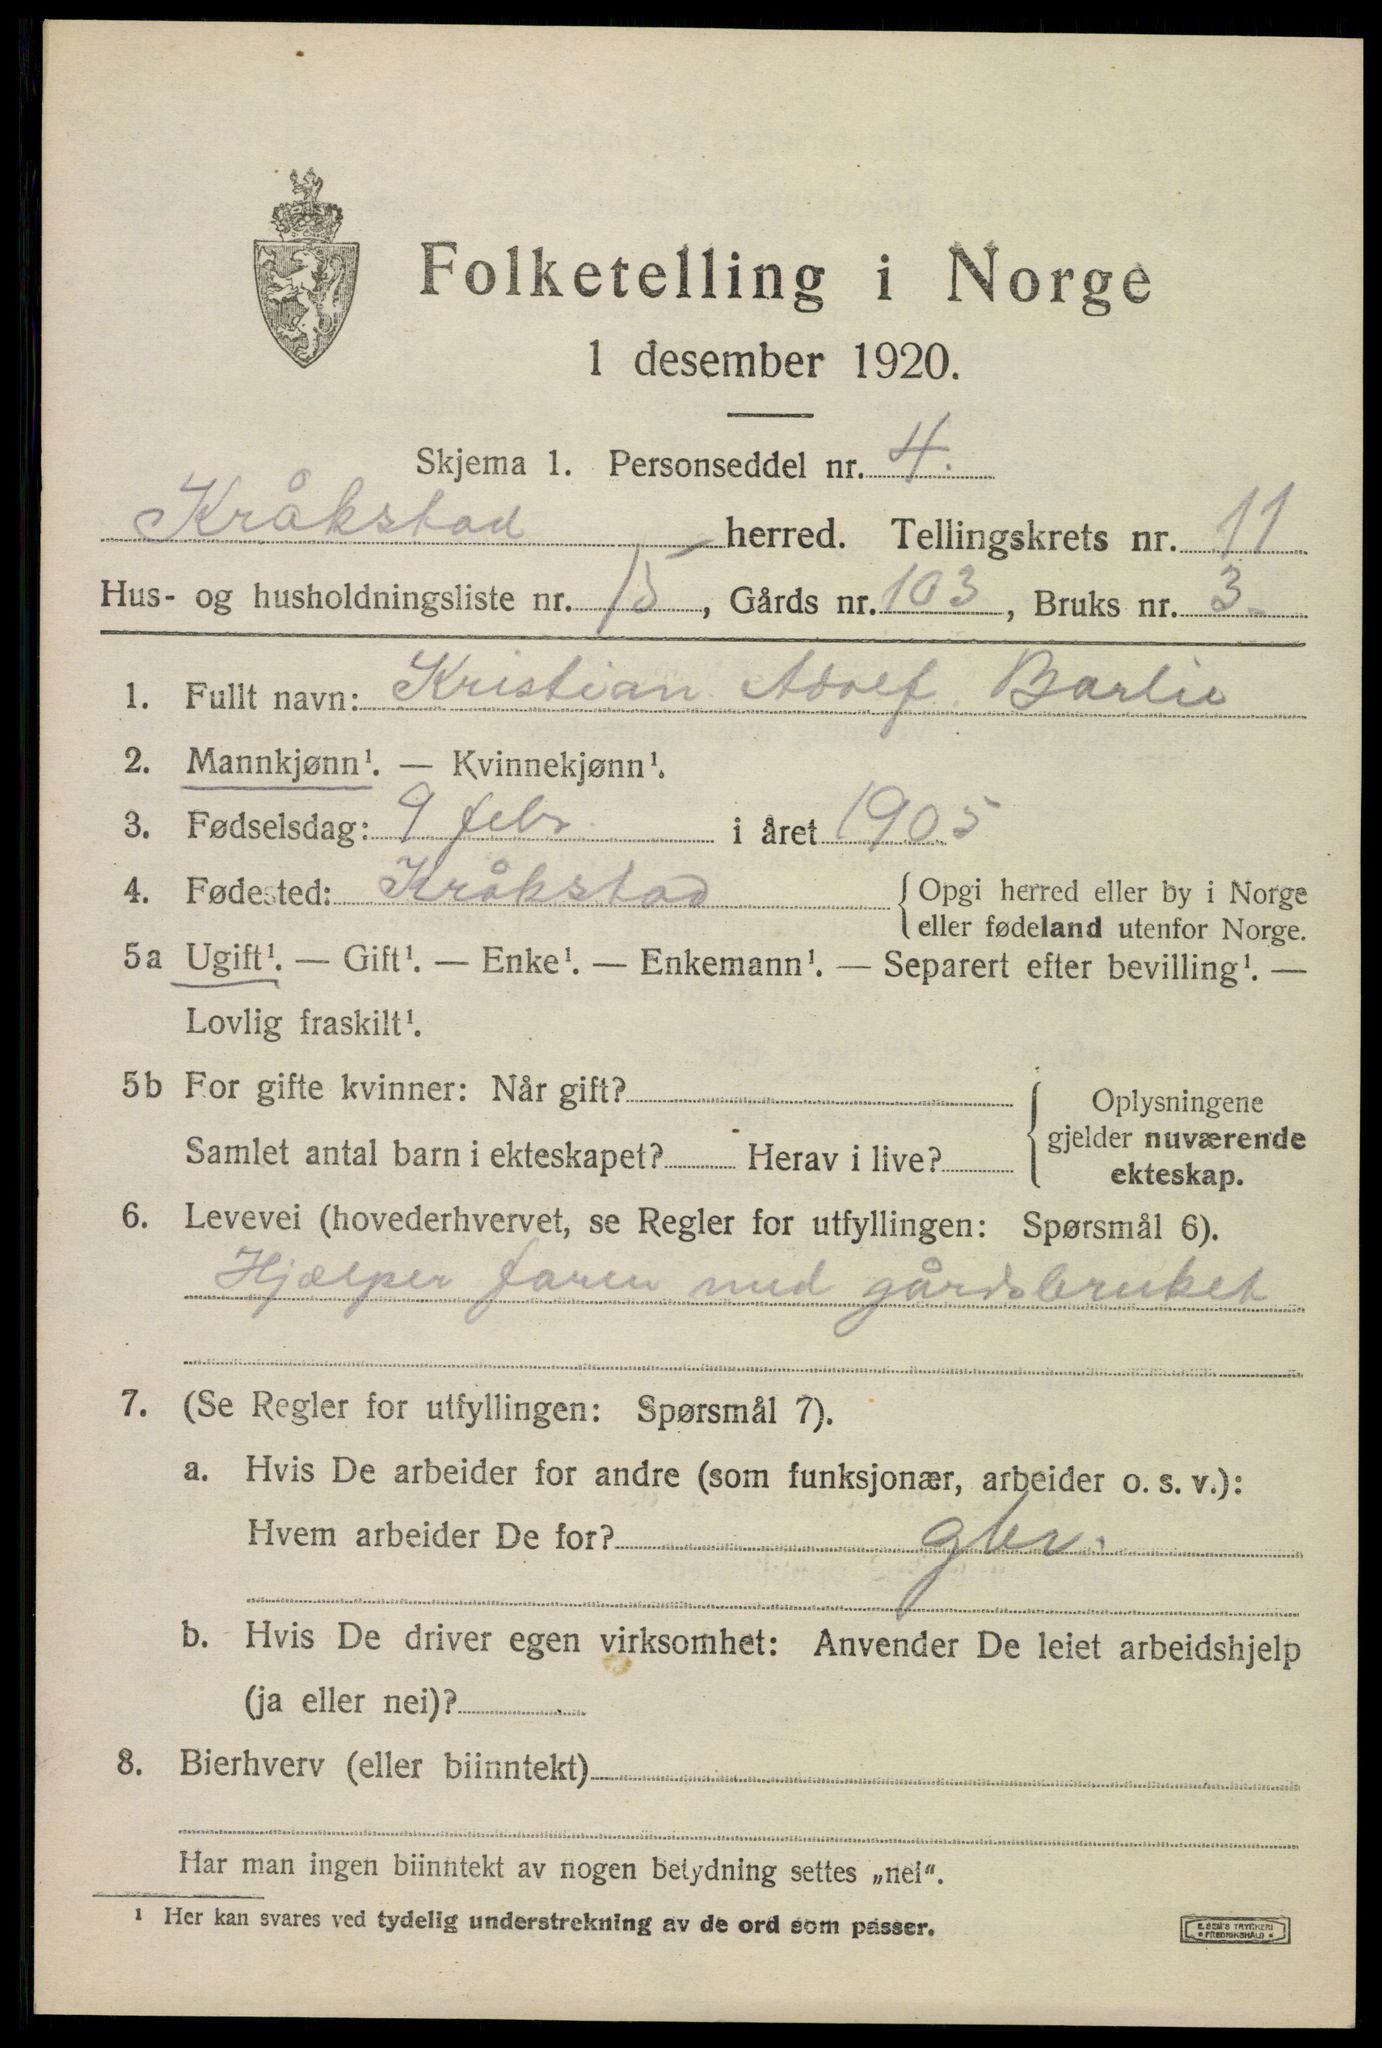 Folketelling i Norge
1 desember 1920.
Skjema 1. Personseddel nr. 4.
Kråkstad herred. Tellingskrets nr. 11
Hus- og husholdningsliste nr. 15, Gårds nr. 103, Bruks nr. 3.
1. Fullt navn: Kristian Adolf Barlie
2. Mannkjønn¹. — Kvinnekjønn¹.
3. Fødselsdag: 9 febr. i året 1905
4. Fødested: Kråkstad { Opgi herred eller by i Norge
eller fødeland utenfor Norge.
5a Ugift¹. — Gift¹. — Enke¹. — Enkemann¹. — Separert efter bevilling¹. —
Lovlig fraskilt¹.
5b For gifte kvinner: Når gift?
Samlet antal barn i ekteskapet? Herav i live?
Oplysningene
gjelder nuværende
ekteskap.
6. Levevei (hovederhvervet, se Regler for utfyllingen: Spørsmål 6).
Hjælper faren med gårdsbruket
7. (Se Regler for utfyllingen: Spørsmål 7).
a. Hvis De arbeider for andre (som funksjonær, arbeider o. s. v.):
Hvem arbeider De for? gbr.
b. Hvis De driver egen virksomhet: Anvender De leiet arbeidshjelp
(ja eller nei)?
8. Bierhverv (eller biinntekt)
Har man ingen biinntekt av nogen betydning settes „nei“.
¹ Her kan svares ved tydelig understrekning av de ord som passer.
E. SEM'S TRYKKERI
• FREDRIKSHALD •